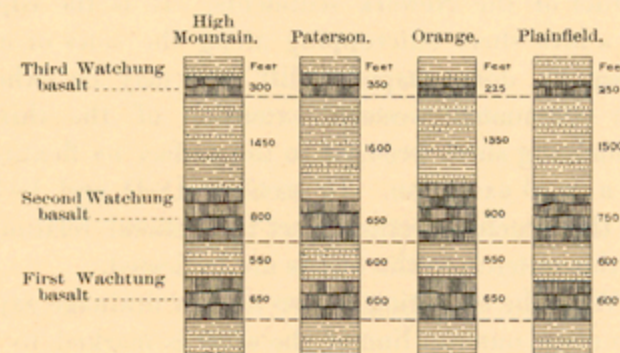 High Mountain. Paterson. Orange. Plainfield.
Third Watchung Feet Feet Feet Fee
basalt 300 350 225 250
1450 1600 1350 1500
Second Watchung
basalt 800 650 900 750
550 600 550 600
First Wachtung
basalt 650 600 650 600